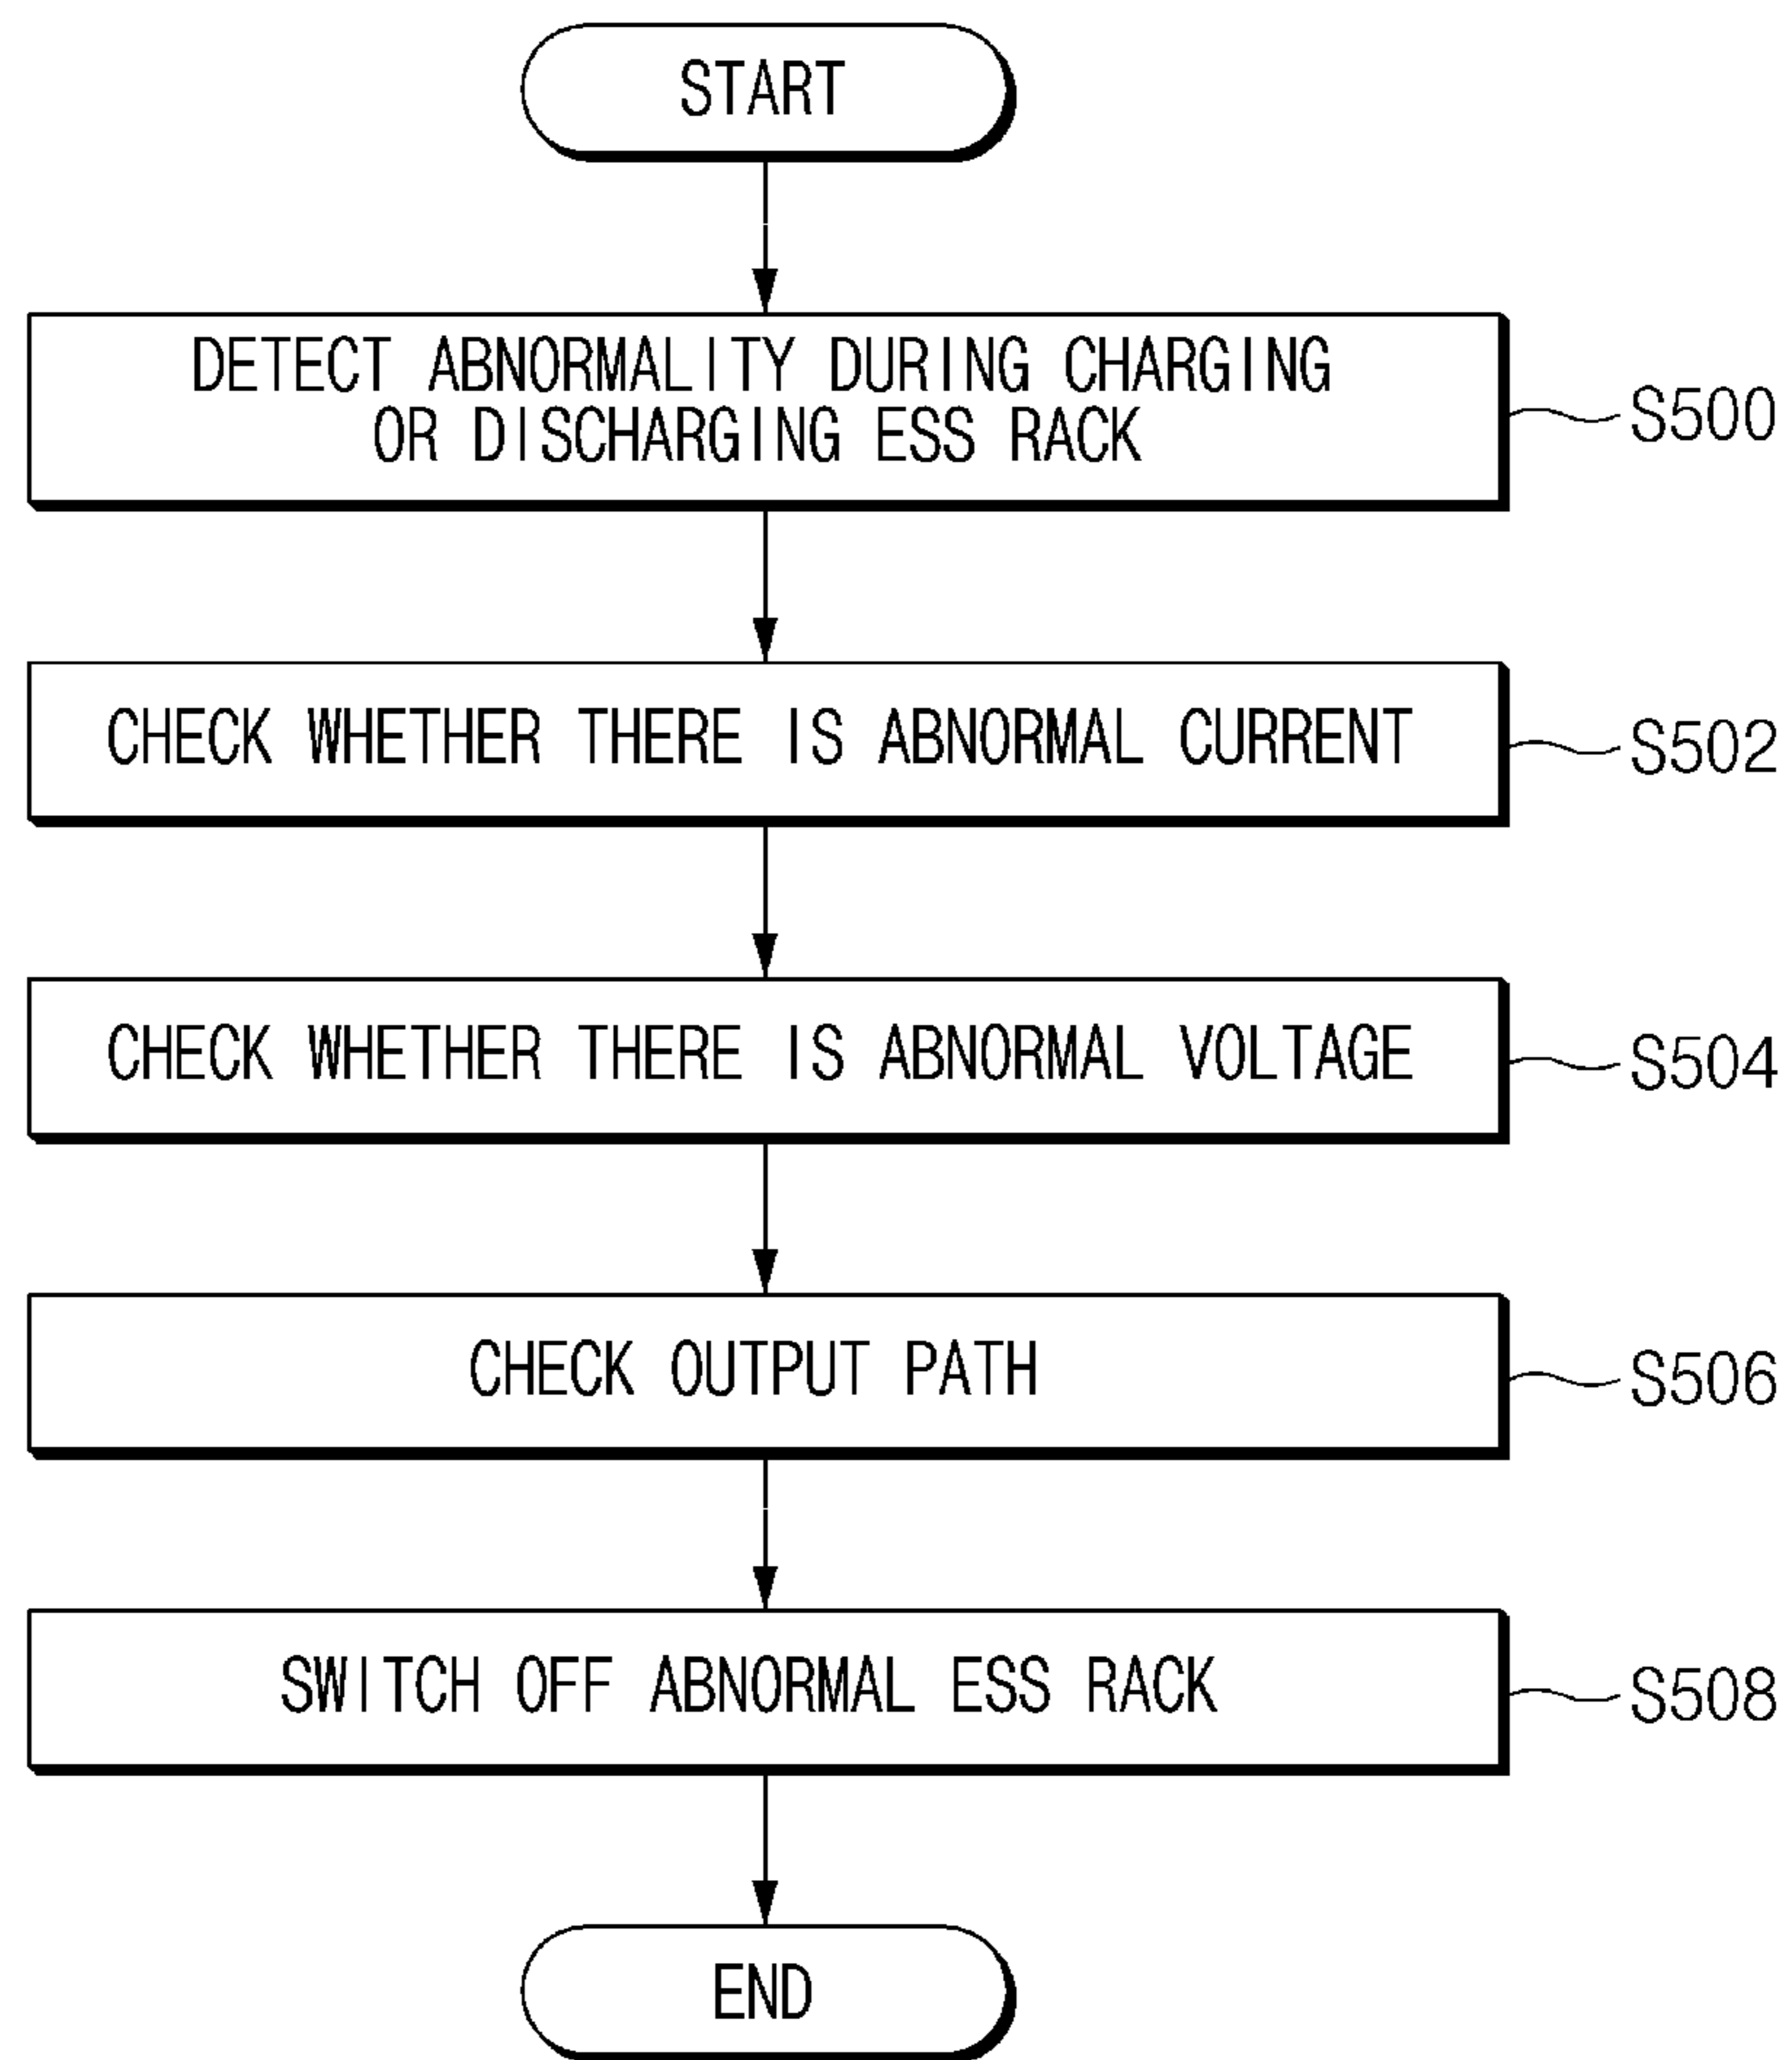 START
DETECT ABNORMALITY DURING CHARGING
OR DISCHARGING ESS RACK
S500
CHECK WHETHER THERE IS ABNORMAL CURRENT
S502
CHECK WHETHER THERE IS ABNORMAL VOLTAGE
S504
CHECK OUTPUT PATH
S506
SWITCH OFF ABNORMAL ESS RACK
S508
END